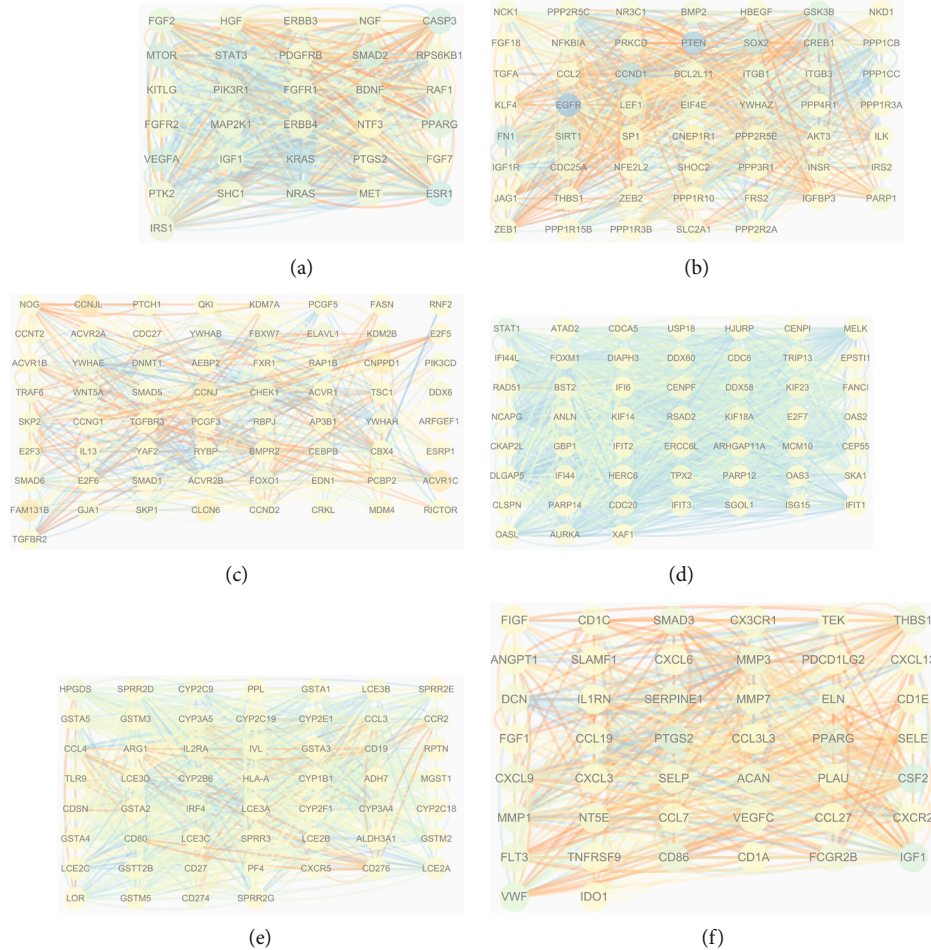 FGF2 HGF ERBB3 NGF CASP3
MTOR STAT3 PDGFRB SMAD2 RPS6KB1
KITLG PIK3R1 FGFR1 BDNF RAF1
FGFR2 MAP2K1 ERBB4 NTF3 PPARG
VEGFA IGF1 KRAS PTGS2 FGF7
PTK2 SHC1 NRAS MET ESR1
IRS1
(a)
NCK1 PPP2R5C NR3C1 BMP2 HBEGF GSK3B NKD1
FGF18 NFKBIA PRKCD PTEN SOX2 CREB1 PPP1CB
TGFA CCL2 CCND1 BCL2L11 ITGB1 ITGB3 PPP1CC
KLF4 EGFR LEF1 EIF4E YWHAZ PPP4R1 PPP1R3A
FN1 SIRT1 SP1 CNEP1R1 PPP2R5E AKT3 ILK
IGF1R CDC25A NFE2L2 SHOC2 PPP3R1 INSR IRS2
JAG1 THBS1 ZEB2 PPP1R10 FRS2 IGFBP3 PARP1
ZEB1 PPP1R15B PPP1R3B SLC2A1 PPP2R2A
(b)
NOG CCNJL PTCH1 QKI KDM7A PCGF5 FASN RNF2
CCNT2 ACVR2A CDC27 YWHAB FBXW7 ELAVL1 KDM2B E2F5
ACVR1B YWHAE DNMT1 AEBP2 FXR1 RAP1B CNPPD1 PIK3CD
TRAF6 WNT5A SMAD5 CCNJ CHEK1 ACVR1 TSC1 DDX6
SKP2 CCNG1 TGFBR3 PCGF3 RBPJ AP3B1 YWHAH ARFGEF1
E2F3 IL13 YAF2 RYBP BMPR2 CEBPB CBX4 ESRP1
SMAD6 E2F6 SMAD1 ACVR2B FOXO1 EDN1 PCBP2 ACVR1C
FAM131B GJA1 SKP1 CLCN6 CCND2 CRKL MDM4 RICTOR
TGFBR2
(c)
STAT1 ATAD2 CDCA5 USP18 HJURP CENPI MELK
IFI44L FOXM1 DIAPH3 DDX60 CDC6 TRIP13 EPSTI1
RAD51 BST2 IFI6 CENPF DDX58 KIF23 FANCI
NCAPG ANLN KIF14 RSAD2 KIF18A E2F7 OAS2
CKAP2L GBP1 IFIT2 ERCC6L ARHGAP11A MCM10 CEP55
DLGAP5 IFI44 HERC6 TPX2 PARP12 OAS3 SKA1
CLSPN PARP14 CDC20 IFIT3 SGOL1 ISG15 IFIT1
OASL AURKA XAF1
(d)
HPGDS SPRR2D CYP2C9 PPL GSTA1 LCE3B SPRR2E
GSTA5 GSTM3 CYP3A5 CYP2C19 CYP2E1 CCL3 CCR2
CCL4 ARG1 IL2RA IVL GSTA3 CD19 RPTN
TLR9 LCE3D CYP2B6 HLA-A CYP1B1 ADH7 MGST1
CDSN GSTA2 IRF4 LCE3A CYP2F1 CYP3A4 CYP2C18
GSTA4 CD80 LCE3C SPRR3 LCE2B ALDH3A1 GSTM2
LCE2C GSTT2B CD27 PF4 CXCR5 CD276 LCE2A
LOR GSTM5 CD274 SPRR2G
(e)
FIGF CD1C SMAD3 CX3CR1 TEK THBS1
ANGPT1 SLAMF1 CXCL6 MMP3 PDCD1LG2 CXCL13
DCN IL1RN SERPINE1 MMP7 ELN CD1E
FGF1 CCL19 PTGS2 CCL3L3 PPARG SELE
CXCL9 CXCL3 SELP ACAN PLAU CSF2
MMP1 NT5E CCL7 VEGFC CCL27 CXCR2
FLT3 TNFRSF9 CD86 CD1A FCGR2B IGF1
VWF IDO1
(f)